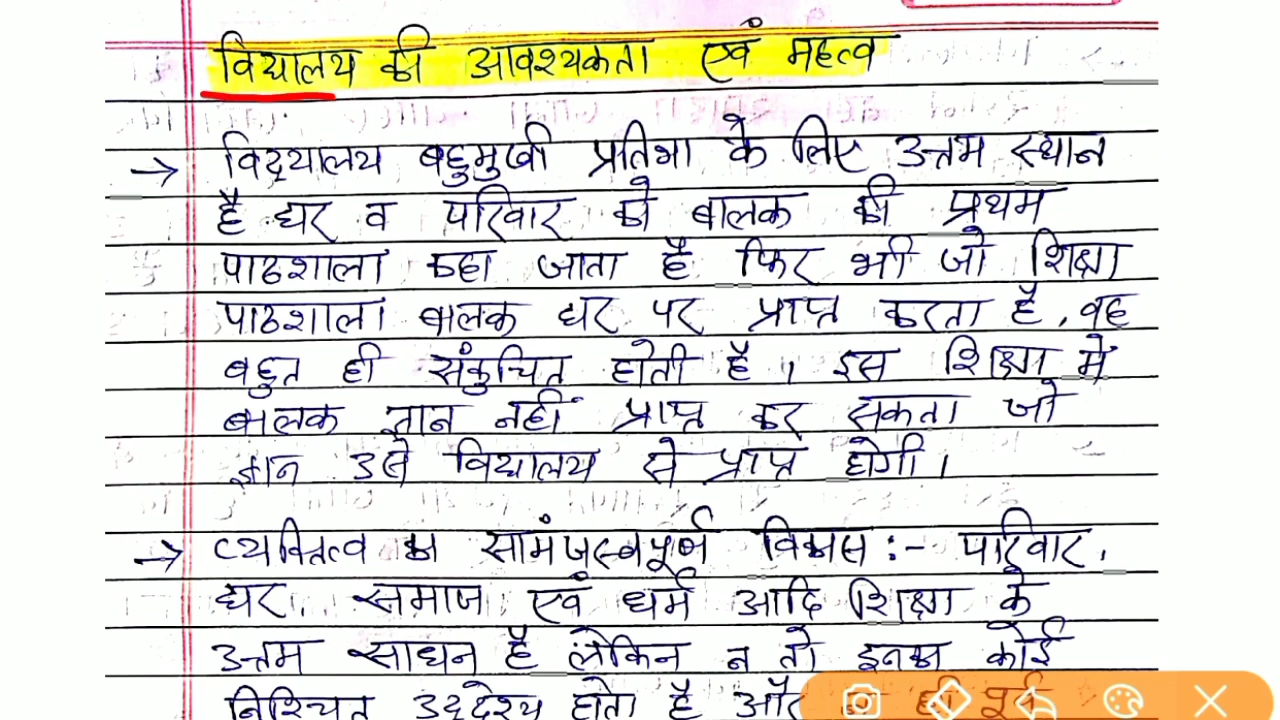 विद्यालय की आवश्यकता एवं महत्व
→ विद्यालय बहुमुखी प्रतिभा के लिए उत्तम स्थान
है घर व परिवार को बालक की प्रथम
पाठशाला कहा जाता है फिर भी जो शिक्षा
पाठशाला बालक घर पर प्राप्त करता है, वह
बहुत ही संकुचित होती है। इस शिक्षा में
बालक ज्ञान नहीं प्राप्त कर सकता जो
ज्ञान उसे विद्यालय से प्राप्त होगी।
→ व्यक्तित्व का सामंजस्यपूर्ण विकास :- परिवार,
घर, समाज एवं धर्म आदि शिक्षा के
उत्तम साधन है लेकिन न तो इनका कोई
निश्चित उद्देश्य होता है और ही पूर्व